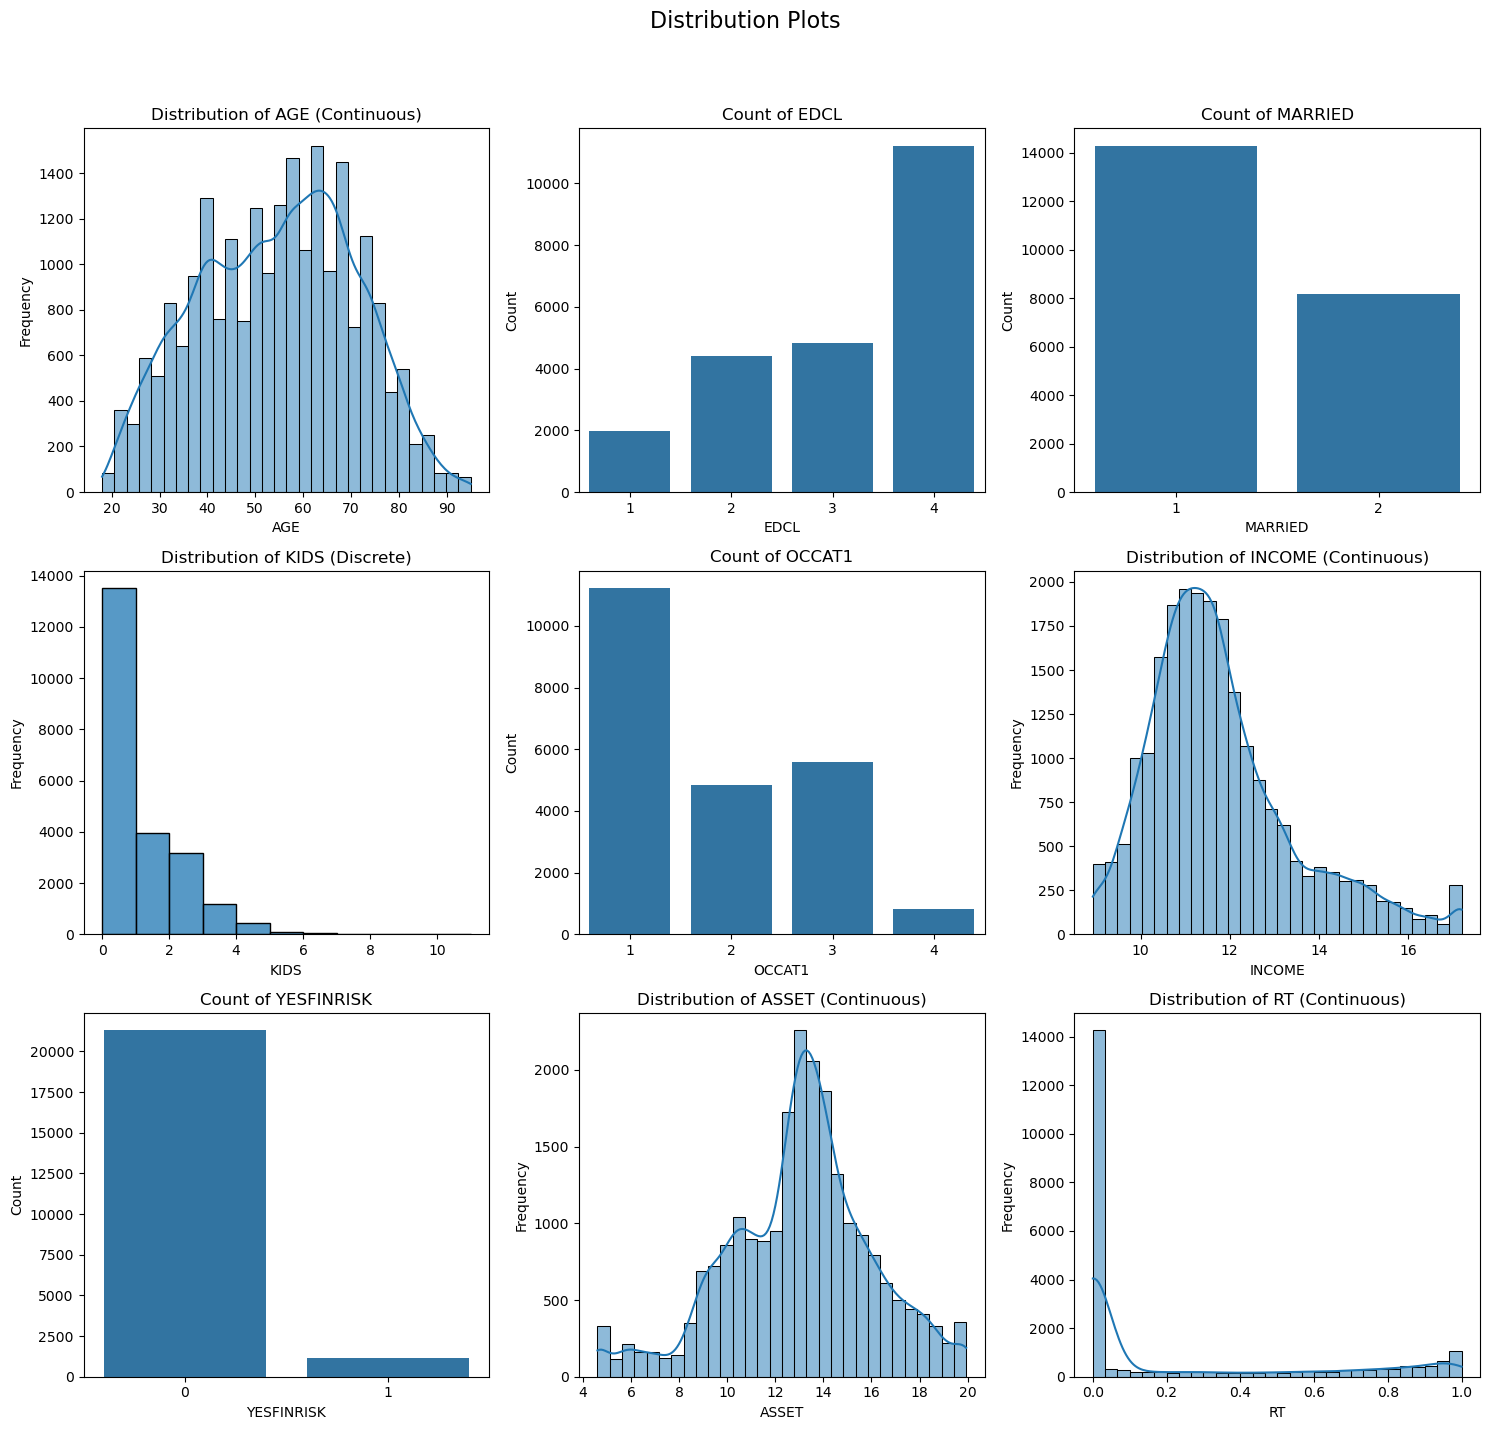 Distribution Plots
Distribution of AGE (Continuous)
Frequency
1400
1200
1000
800
600
400
200
0
20 30 40 50 60 70 80 90
AGE
Count of EDCL
Count
10000
8000
6000
4000
2000
0
1 2 3 4
EDCL
Count of MARRIED
Count
14000
12000
10000
8000
6000
4000
2000
0
1 2
MARRIED
Distribution of KIDS (Discrete)
Frequency
14000
12000
10000
8000
6000
4000
2000
0
0 2 4 6 8 10
KIDS
Count of OCCAT1
Count
10000
8000
6000
4000
2000
0
1 2 3 4
OCCAT1
Distribution of INCOME (Continuous)
Frequency
2000
1750
1500
1250
1000
750
500
250
0
10 12 14 16
INCOME
Count of YESFINRISK
Count
20000
17500
15000
12500
10000
7500
5000
2500
0
0 1
YESFINRISK
Distribution of ASSET (Continuous)
Frequency
2000
1500
1000
500
0
4 6 8 10 12 14 16 18 20
ASSET
Distribution of RT (Continuous)
Frequency
14000
12000
10000
8000
6000
4000
2000
0
0.0 0.2 0.4 0.6 0.8 1.0
RT